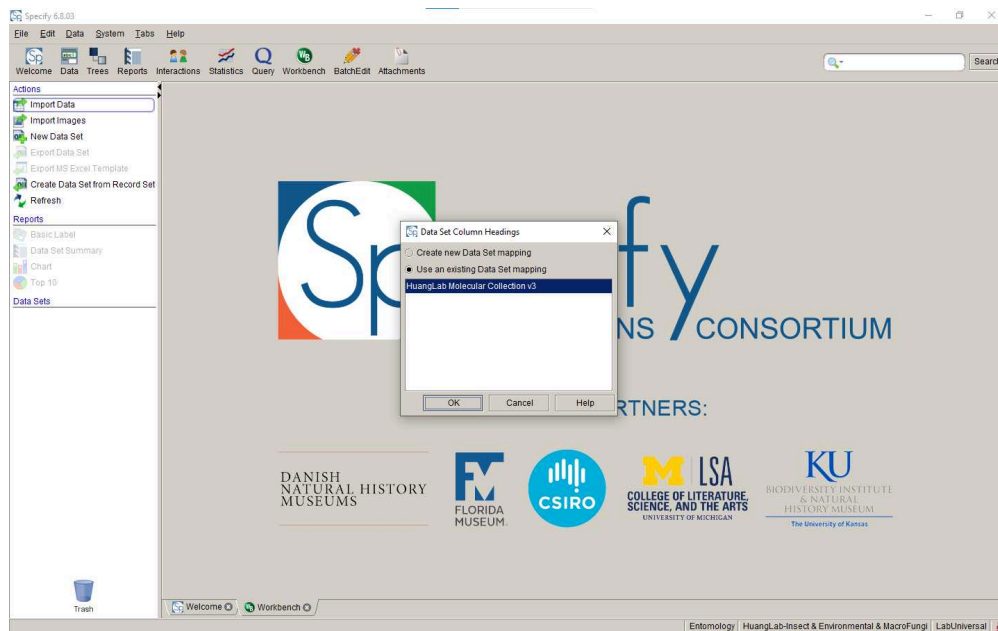 Specify 6.8.03
File Edit Data System Tabs Help
Welcome Data Trees Reports Interactions Statistics Query Workbench BatchEdit Attachments
Search
Actions
Import Data
Import Images
New Data Set
Export Data Set
Export MS Excel Template
Create Data Set from Record Set
Refresh
Reports
Basic Label
Data Set Summary
Chart
Top 10
Data Sets
Trash
Sp fy
NS CONSORTIUM
RTNERS:
Data Set Column Headings
Create new Data Set mapping
Use an existing Data Set mapping
HuangLab Molecular Collection v3
OK Cancel Help
DANISH
NATURAL HISTORY
MUSEUMS
FM
FLORIDA
MUSEUM
CSIRO
M LSA
COLLEGE OF LITERATURE,
SCIENCE, AND THE ARTS
UNIVERSITY OF MICHIGAN
KU
BIODIVERSITY INSTITUTE
& NATURAL
HISTORY MUSEUM
The University of Kansas
Welcome Workbench
Entomology HuangLab-Insect & Environmental & MacroFungi LabUniversal